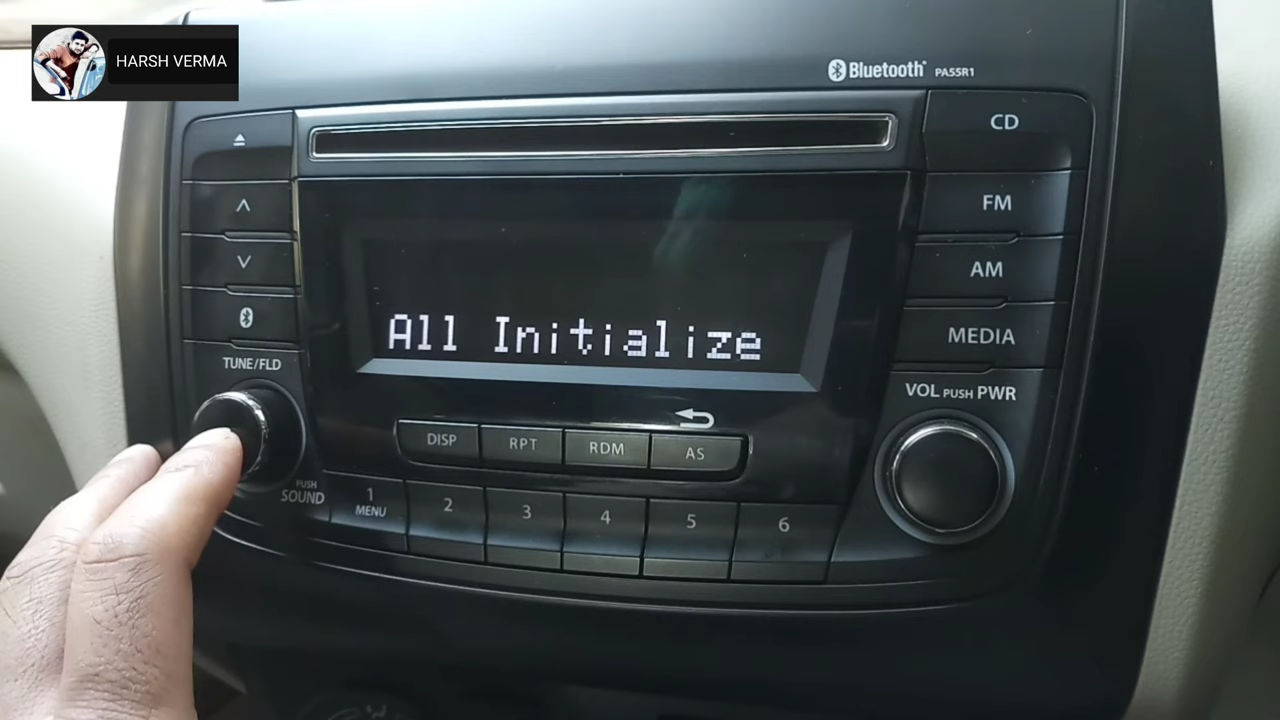 HARSH VERMA
Bluetooth PA55R1
CD
FM
AM
MEDIA
TUNE/FLD
VOL PUSH PWR
All Initialize
DISP RPT RDM AS
PUSH
SOUND
1 2 3 4 5 6
MENU